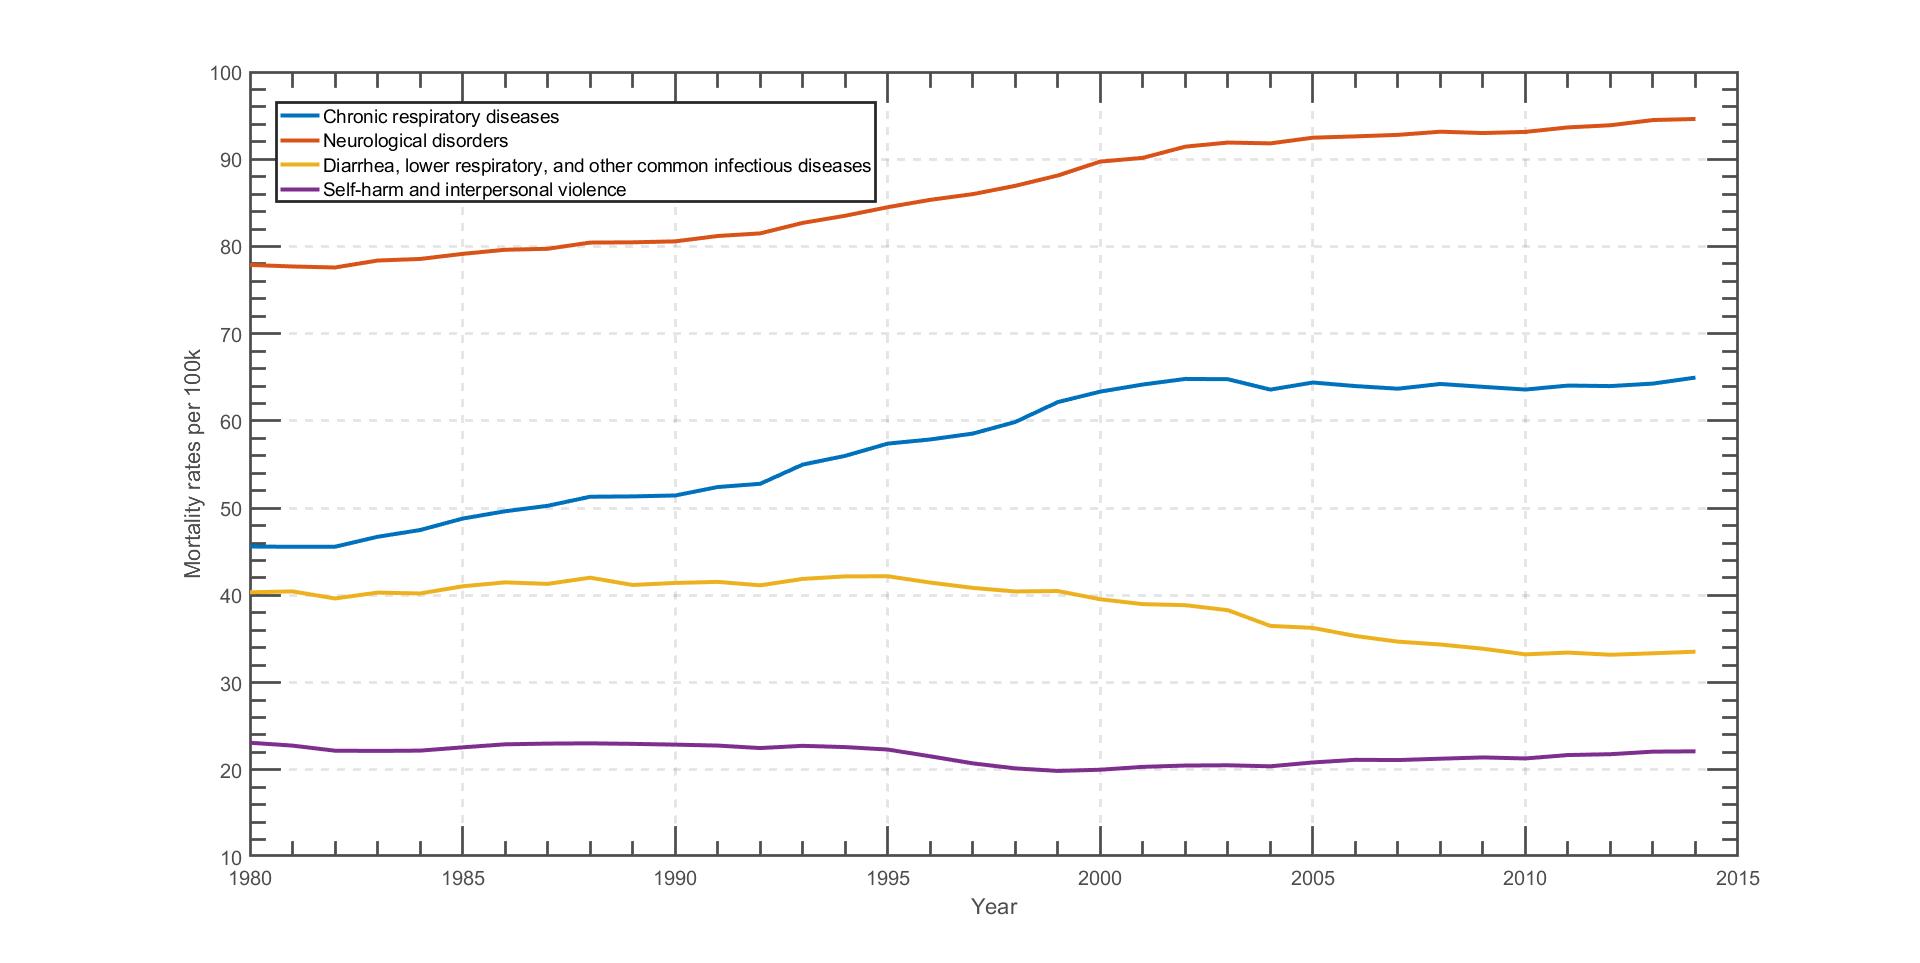 100
90
80
70
60
50
40
30
20
10
Mortality rates per 100k
Chronic respiratory diseases
Neurological disorders
Diarrhea, lower respiratory, and other common infectious diseases
Self-harm and interpersonal violence
1980 1985 1990 1995 2000 2005 2010 2015
Year